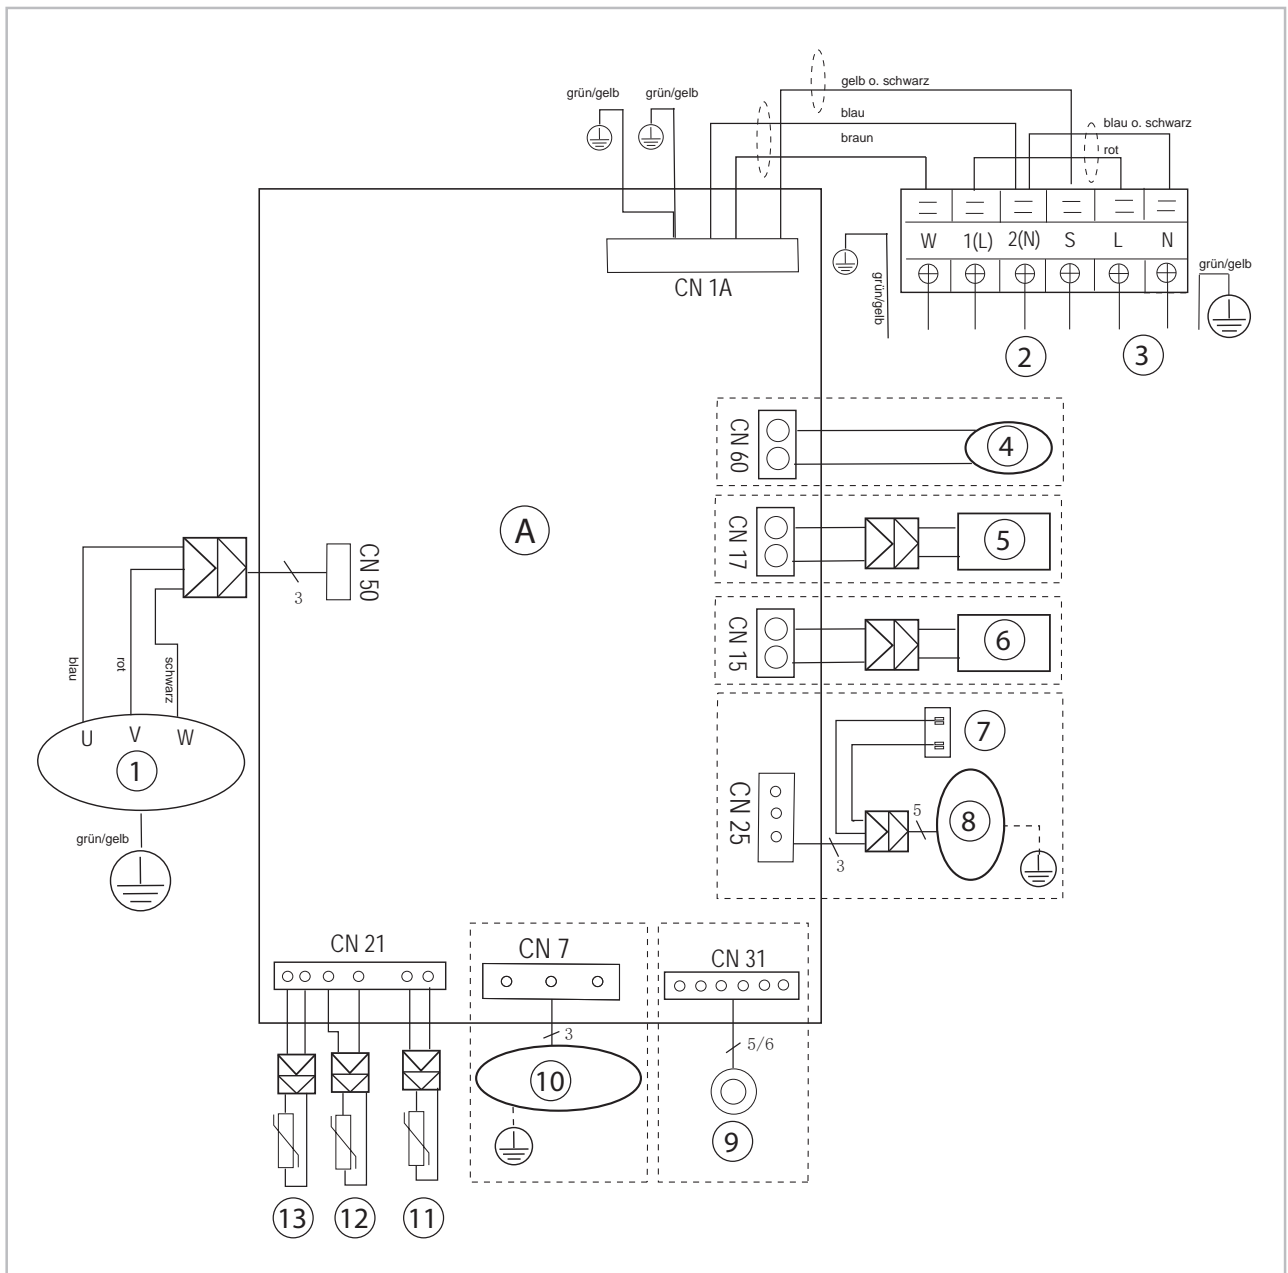 gelb o. schwarz
grün/gelb
grün/gelb
blau
blau o. schwarz
braun
rot
W 1(L) 2(N) S L N
CN 1A
grün/gelb
grün/gelb
2
3
CN 60
4
A
CN 17
5
CN 50
3
CN 15
6
blau
rot
schwarz
U V W
1
7
CN 25
5
8
3
grün/gelb
CN 21
CN 7
CN 31
3
5/6
10
9
13
12
11